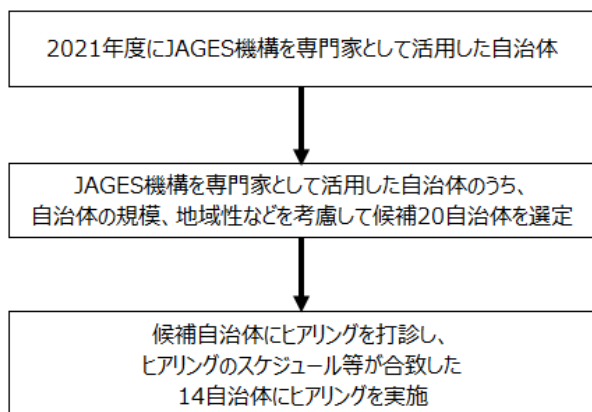 2021年度にJAGES機構を専門家として活用した自治体
JAGES機構を専門家として活用した自治体のうち、
自治体の規模、地域性などを考慮して候補20自治体を選定
候補自治体にヒアリングを打診し、
ヒアリングのスケジュール等が合致した
14自治体にヒアリングを実施